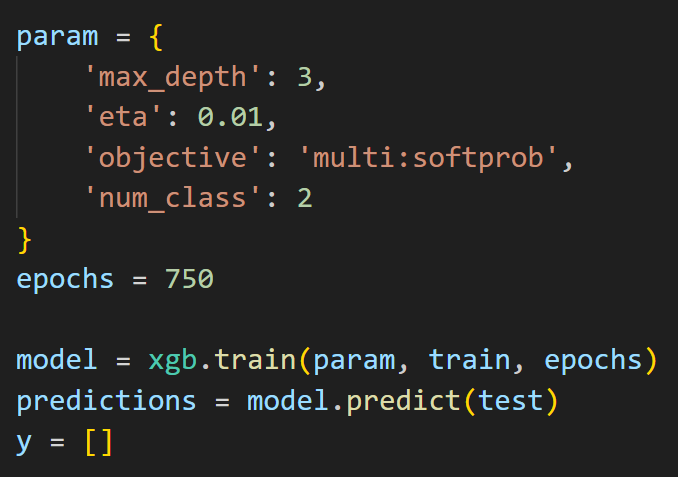 param = {
    'max_depth': 3,
    'eta': 0.01,
    'objective': 'multi:softprob',
    'num_class': 2
}
epochs = 750

model = xgb.train(param, train, epochs)
predictions = model.predict(test)
y = []